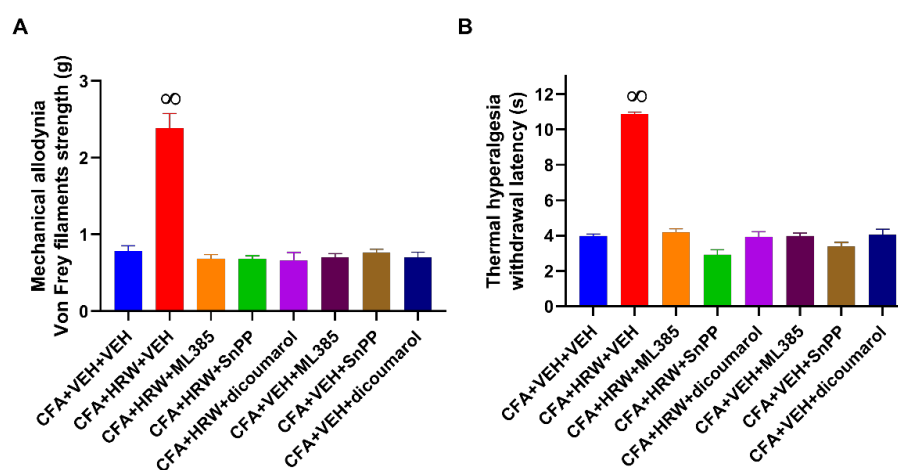 A
Mechanical allodynia
Von Frey filaments strength (g)
3
2
1
0
∞
CFA+VEH+VEH
CFA+HRW+VEH
CFA+HRW+ML385
CFA+HRW+SnPP
CFA+HRW+dicoumarol
CFA+VEH+ML385
CFA+VEH+SnPP
CFA+VEH+dicoumarol
B
Thermal hyperalgesia
withdrawal latency (s)
12
10
8
6
4
2
0
∞
CFA+VEH+VEH
CFA+HRW+VEH
CFA+HRW+ML385
CFA+HRW+SnPP
CFA+HRW+dicoumarol
CFA+VEH+ML385
CFA+VEH+SnPP
CFA+VEH+dicoumarol